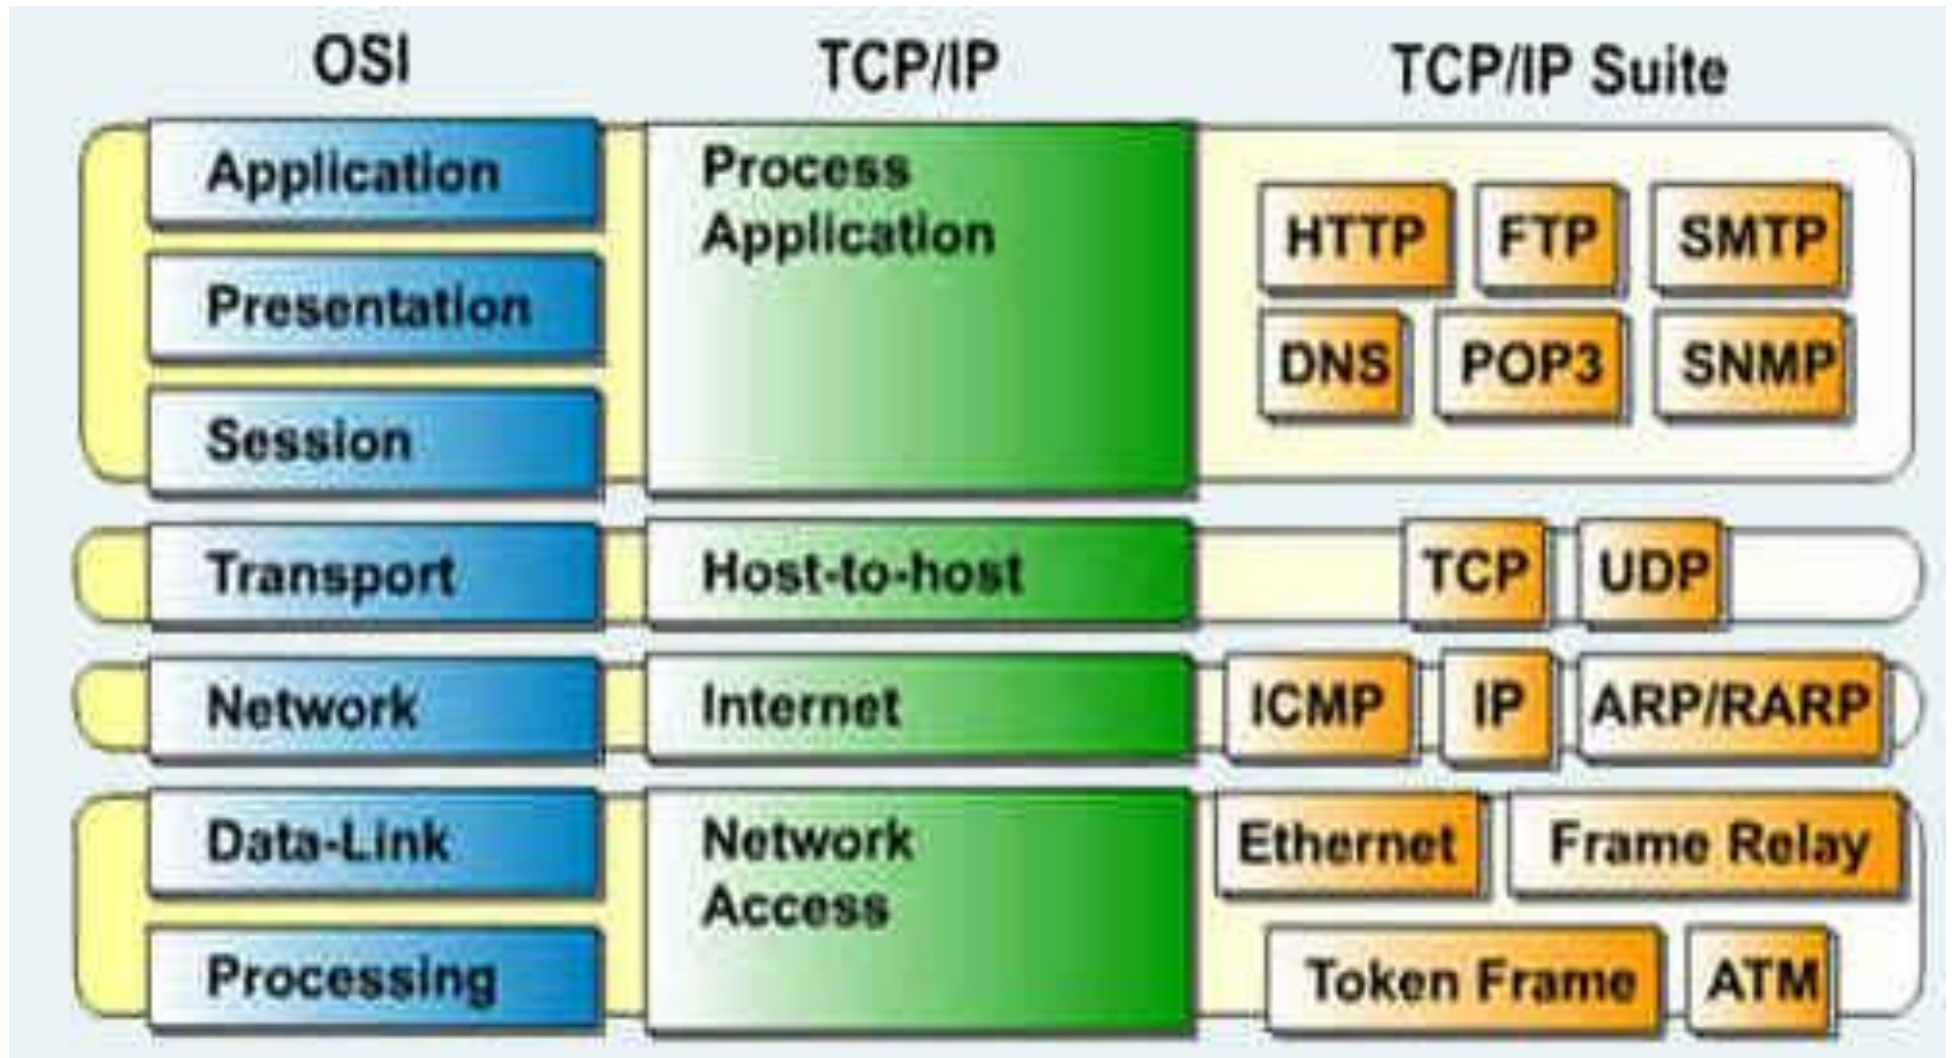 OSI
TCP/IP
TCP/IP Suite
Application
Presentation
Session
Process
Application
HTTP
FTP
SMTP
DNS
POP3
SNMP
Transport
Host-to-host
TCP
UDP
Network
Internet
ICMP
IP
ARP/RARP
Data-Link
Processing
Network
Access
Ethernet
Frame Relay
Token Frame
ATM